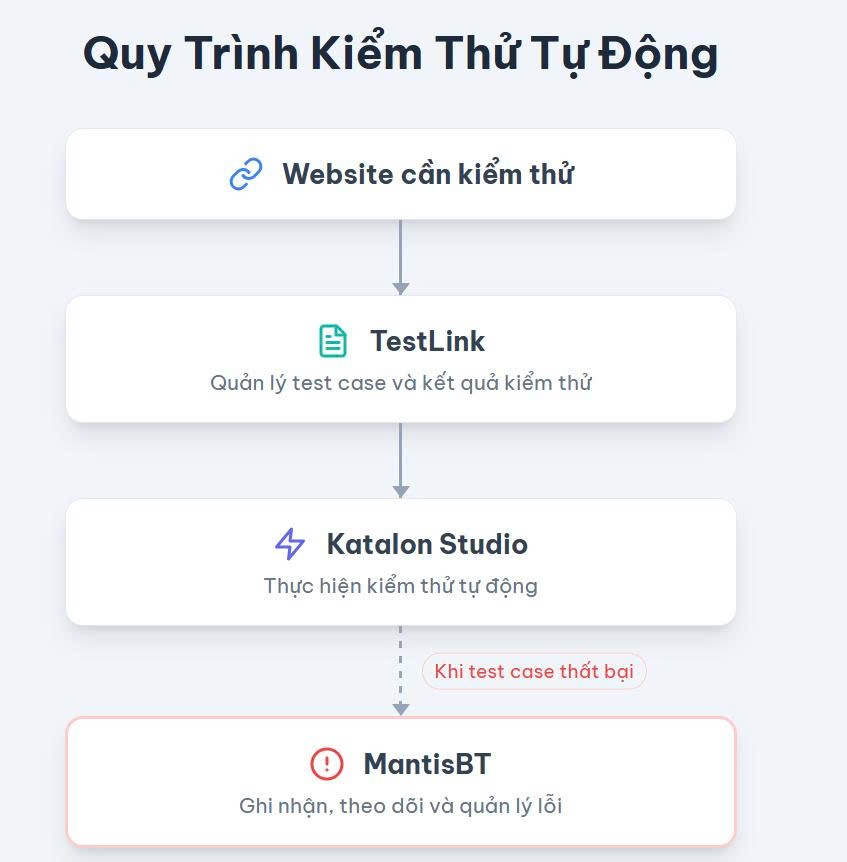 Quy Trình Kiểm Thử Tự Động
Website cần kiểm thử
TestLink
Quản lý test case và kết quả kiểm thử
Katalon Studio
Thực hiện kiểm thử tự động
Khi test case thất bại
MantisBT
Ghi nhận, theo dõi và quản lý lỗi